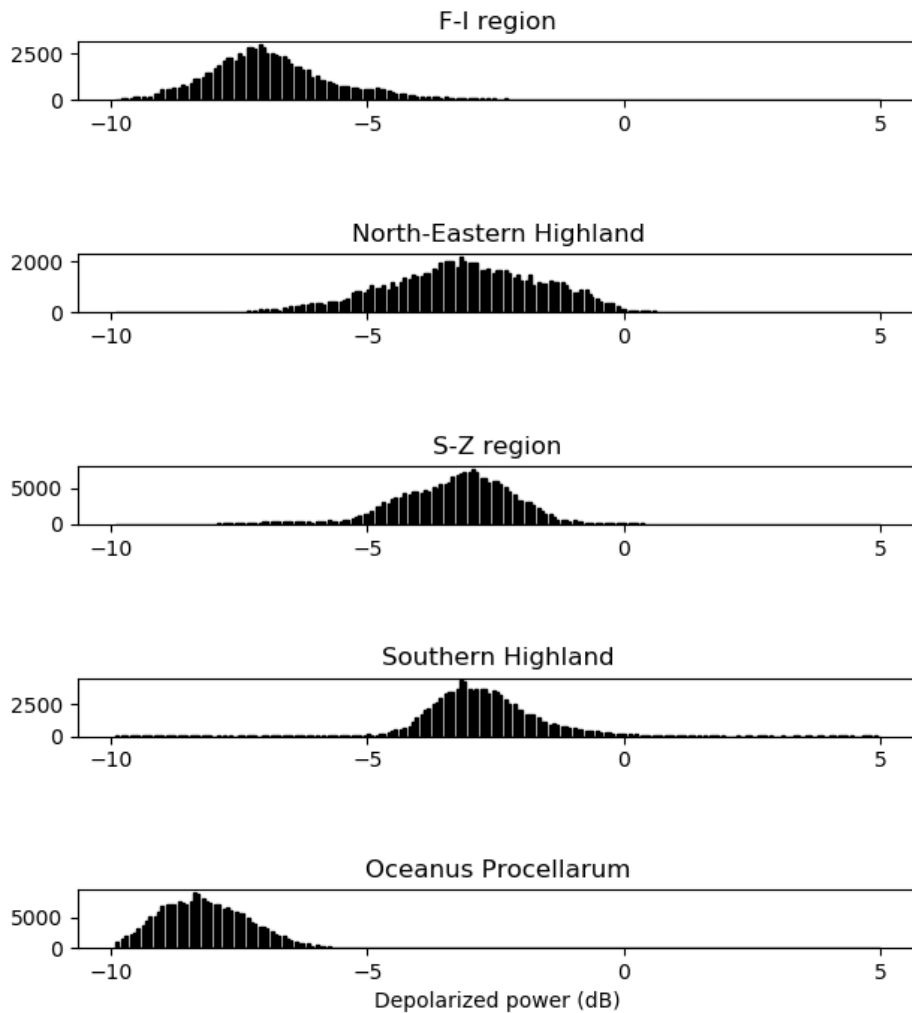 F-I region
2500
0
−10 −5 0 5
North-Eastern Highland
2000
0
−10 −5 0 5
S-Z region
5000
0
−10 −5 0 5
Southern Highland
2500
0
−10 −5 0 5
Oceanus Procellarum
5000
0
−10 −5 0 5
Depolarized power (dB)